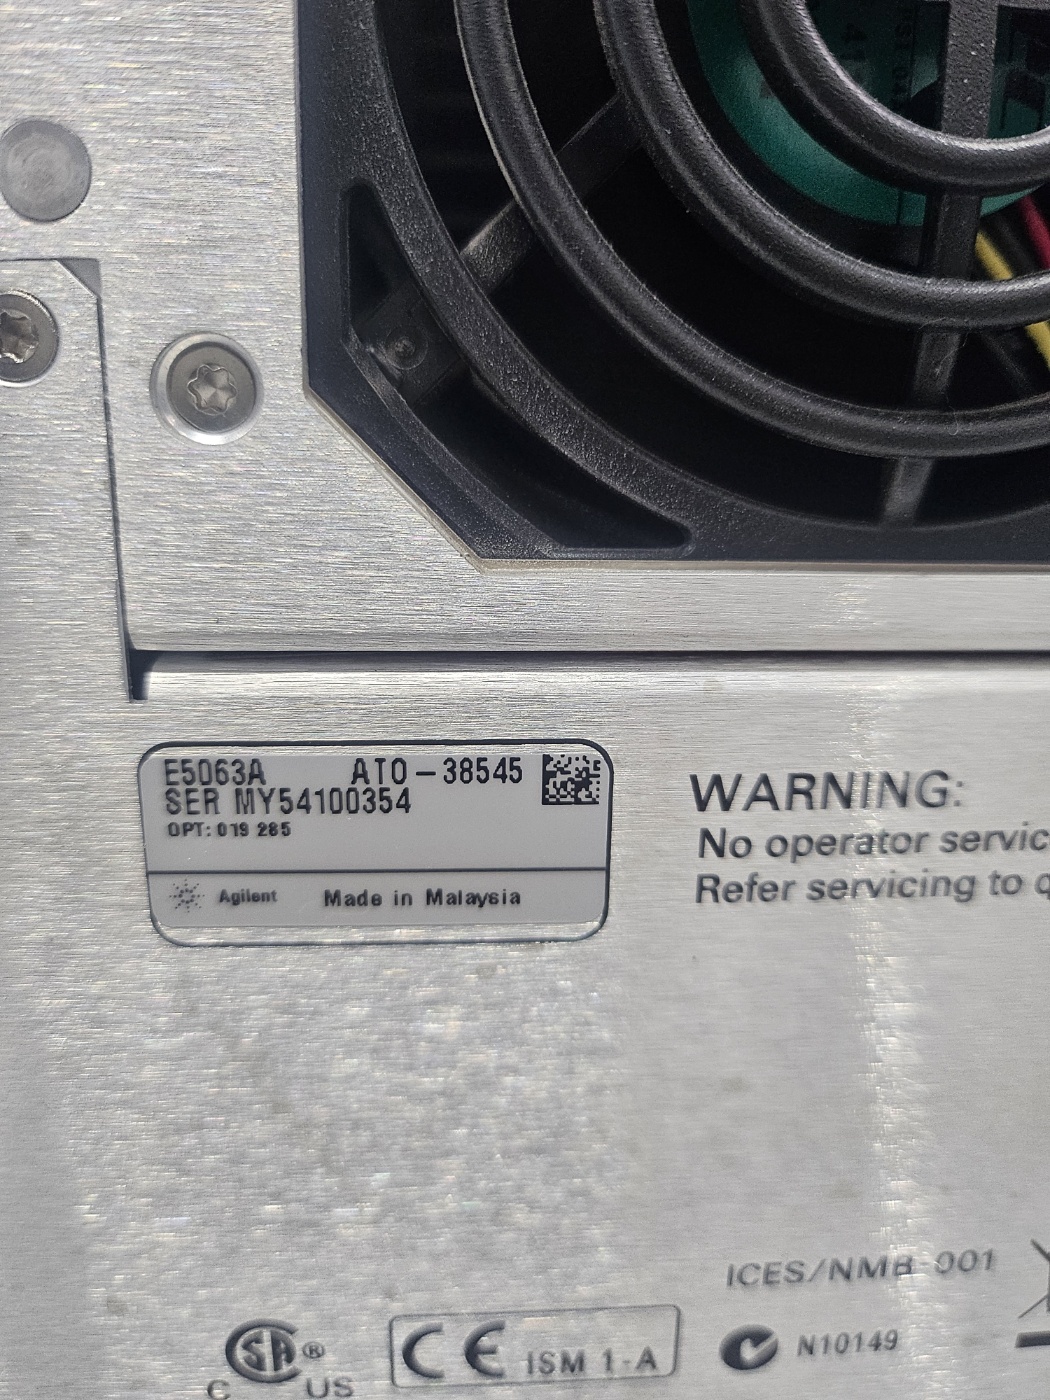 E5063A ATO-38545
SER MY54100354
OPT: 019 285
Agilent Made in Malaysia
WARNING:
No operator servic
Refer servicing to q
ICES/NMB-001
SA ®
C US
CE ISM 1-A
N10149